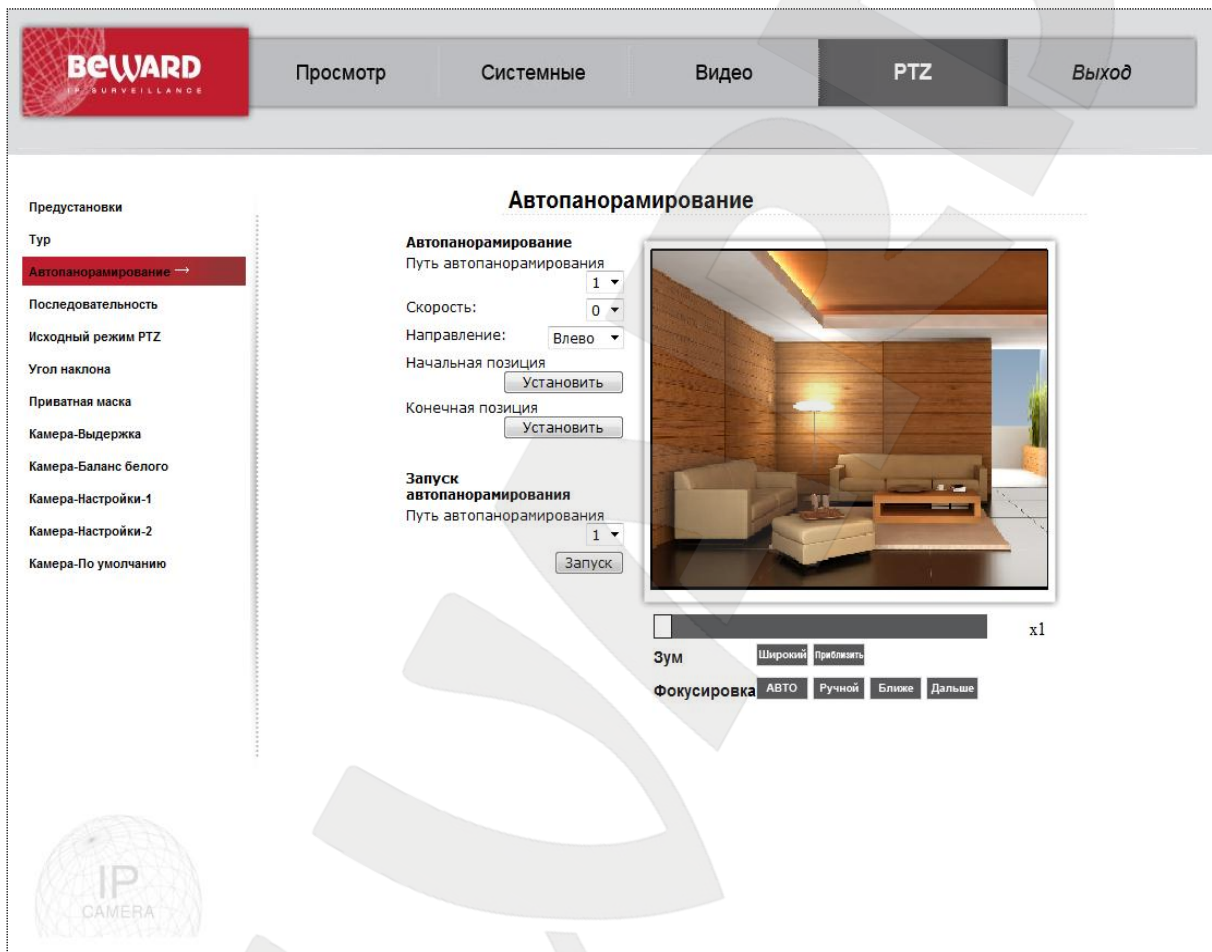 BEWARD
IP SURVEILLANCE
Просмотр
Системные
Видео
PTZ
Выход
Предустановки
Тур
Автопанорамирование →
Последовательность
Исходный режим PTZ
Угол наклона
Приватная маска
Камера-Выдержка
Камера-Баланс белого
Камера-Настройки-1
Камера-Настройки-2
Камера-По умолчанию
Автопанорамирование
Автопанорамирование
Путь автопанорамирования
1
Скорость: 0
Направление: Влево
Начальная позиция
Установить
Конечная позиция
Установить
Запуск
автопанорамирования
Путь автопанорамирования
1
Запуск
x1
Зум Широкий Приблизить
Фокусировка АВТО Ручной Ближе Дальше
IP
CAMERA